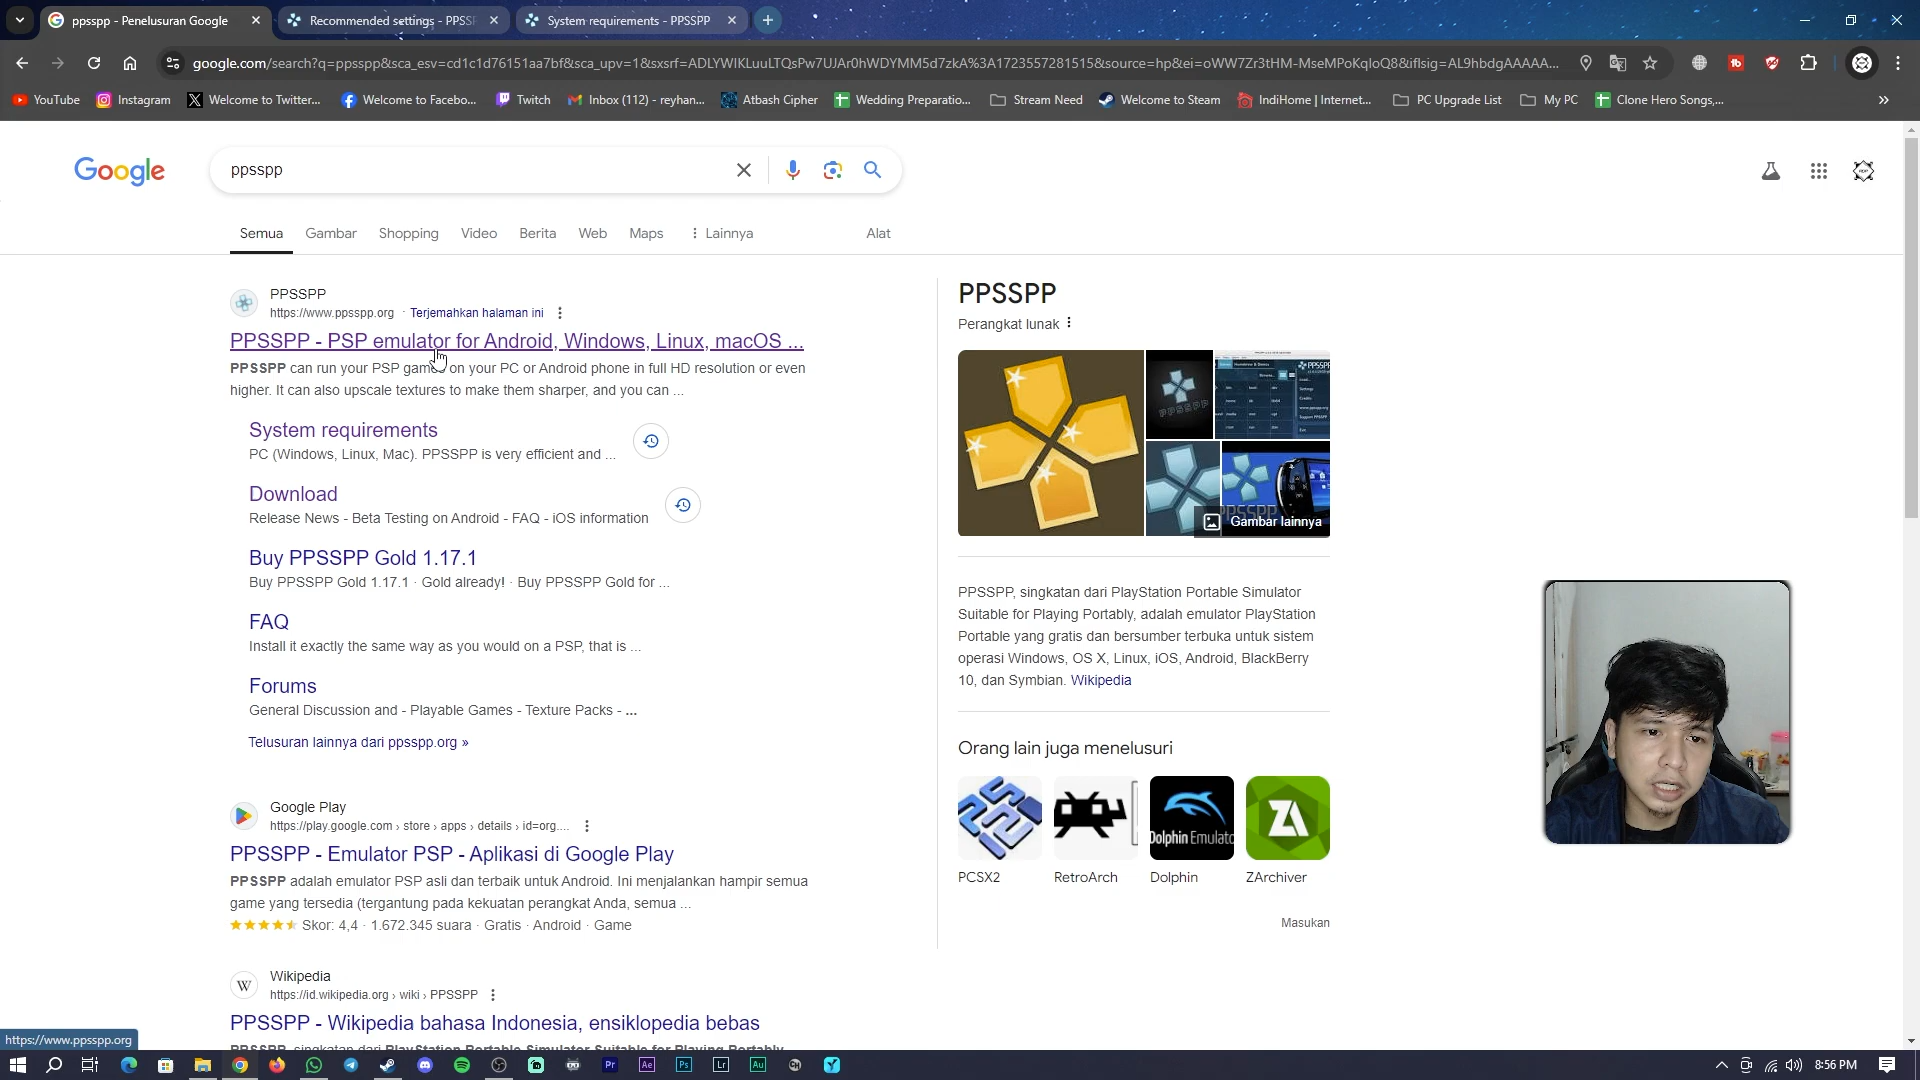 ppsspp - Penelusuran Google
Recommended settings - PPSS
System requirements - PPSSPP
google.com/search?q=ppsspp&sca_esv=cd1c1d76151aa7bf&sca_upv=1&sxsrf=ADLYWIKLuuLTQsPw7UJAr0hWDYMM5d7zkA%3A1723557281515&source=hp&ei=oWW7Zr3tHM-MseMPoKqIoQ8&iflsig=AL9hbdgAAAAA...
YouTube
Instagram
Welcome to Twitter...
Welcome to Facebo...
Twitch
Inbox (112) - reyhan...
Atbash Cipher
Wedding Preparatio...
Stream Need
Welcome to Steam
IndiHome | Internet...
PC Upgrade List
My PC
Clone Hero Songs,...
Google
ppsspp
Semua
Gambar
Shopping
Video
Berita
Web
Maps
Lainnya
Alat
PPSSPP
https://www.ppsspp.org · Terjemahkan halaman ini
PPSSPP - PSP emulator for Android, Windows, Linux, macOS ...
PPSSPP can run your PSP games on your PC or Android phone in full HD resolution or even
higher. It can also upscale textures to make them sharper, and you can ...
System requirements
PC (Windows, Linux, Mac). PPSSPP is very efficient and ...
Download
Release News - Beta Testing on Android - FAQ - iOS information
Buy PPSSPP Gold 1.17.1
Buy PPSSPP Gold 1.17.1 · Gold already! · Buy PPSSPP Gold for ...
FAQ
Install it exactly the same way as you would on a PSP, that is ...
Forums
General Discussion and - Playable Games - Texture Packs - ...
Telusuran lainnya dari ppsspp.org »
Google Play
https://play.google.com › store › apps › details › id=org....
PPSSPP - Emulator PSP - Aplikasi di Google Play
PPSSPP adalah emulator PSP asli dan terbaik untuk Android. Ini menjalankan hampir semua
game yang tersedia (tergantung pada kekuatan perangkat Anda, semua ...
Skor: 4,4 · 1.672.345 suara · Gratis · Android · Game
Wikipedia
https://id.wikipedia.org › wiki › PPSSPP
PPSSPP - Wikipedia bahasa Indonesia, ensiklopedia bebas
PPSSPP, singkatan dari PlayStation Portable Simulator Suitable for Playing Portably,
PPSSPP
Perangkat lunak
Gambar lainnya
PPSSPP, singkatan dari PlayStation Portable Simulator
Suitable for Playing Portably, adalah emulator PlayStation
Portable yang gratis dan bersumber terbuka untuk sistem
operasi Windows, OS X, Linux, iOS, Android, BlackBerry
10, dan Symbian. Wikipedia
Orang lain juga menelusuri
Dolphin Emulato
PCSX2
RetroArch
Dolphin
ZArchiver
Masukan
https://www.ppsspp.org
8:56 PM